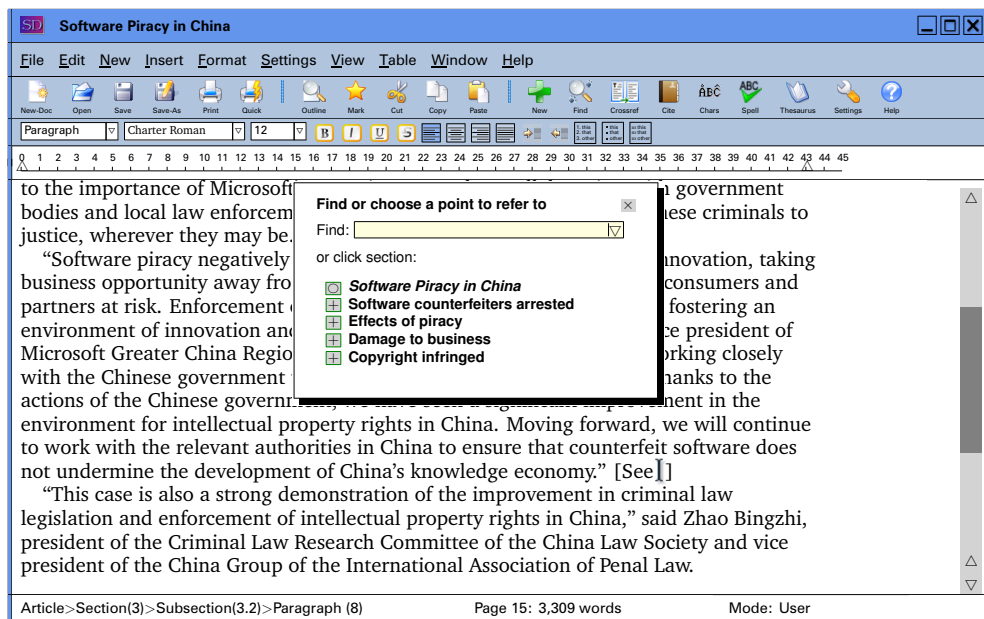 SD Software Piracy in China
File Edit New Insert Format Settings View Table Window Help
New-Doc Open Save Save-As Print Quick Outline Mark Cut Copy Paste New Find Crossref Cite Chars Spell Thesaurus Settings Help
ÅBĈ ABC
Paragraph Charter Roman 12 B I U S
0 1 2 3 4 5 6 7 8 9 10 11 12 13 14 15 16 17 18 19 20 21 22 23 24 25 26 27 28 29 30 31 32 33 34 35 36 37 38 39 40 41 42 43 44 45
to the importance of Microsoft government
bodies and local law enforcem hese criminals to
justice, wherever they may be.
“Software piracy negatively nnovation, taking
business opportunity away fro consumers and
partners at risk. Enforcement fostering an
environment of innovation and ce president of
Microsoft Greater China Regio orking closely
with the Chinese government hanks to the
Find or choose a point to refer to
Find:
or click section:
Software Piracy in China
Software counterfeiters arrested
Effects of piracy
Damage to business
Copyright infringed
actions of the Chinese government, we have seen a significant improvement in the
environment for intellectual property rights in China. Moving forward, we will continue
to work with the relevant authorities in China to ensure that counterfeit software does
not undermine the development of China’s knowledge economy.” [See ]
“This case is also a strong demonstration of the improvement in criminal law
legislation and enforcement of intellectual property rights in China,” said Zhao Bingzhi,
president of the Criminal Law Research Committee of the China Law Society and vice
president of the China Group of the International Association of Penal Law.
Article>Section(3)>Subsection(3.2)>Paragraph (8) Page 15: 3,309 words Mode: User